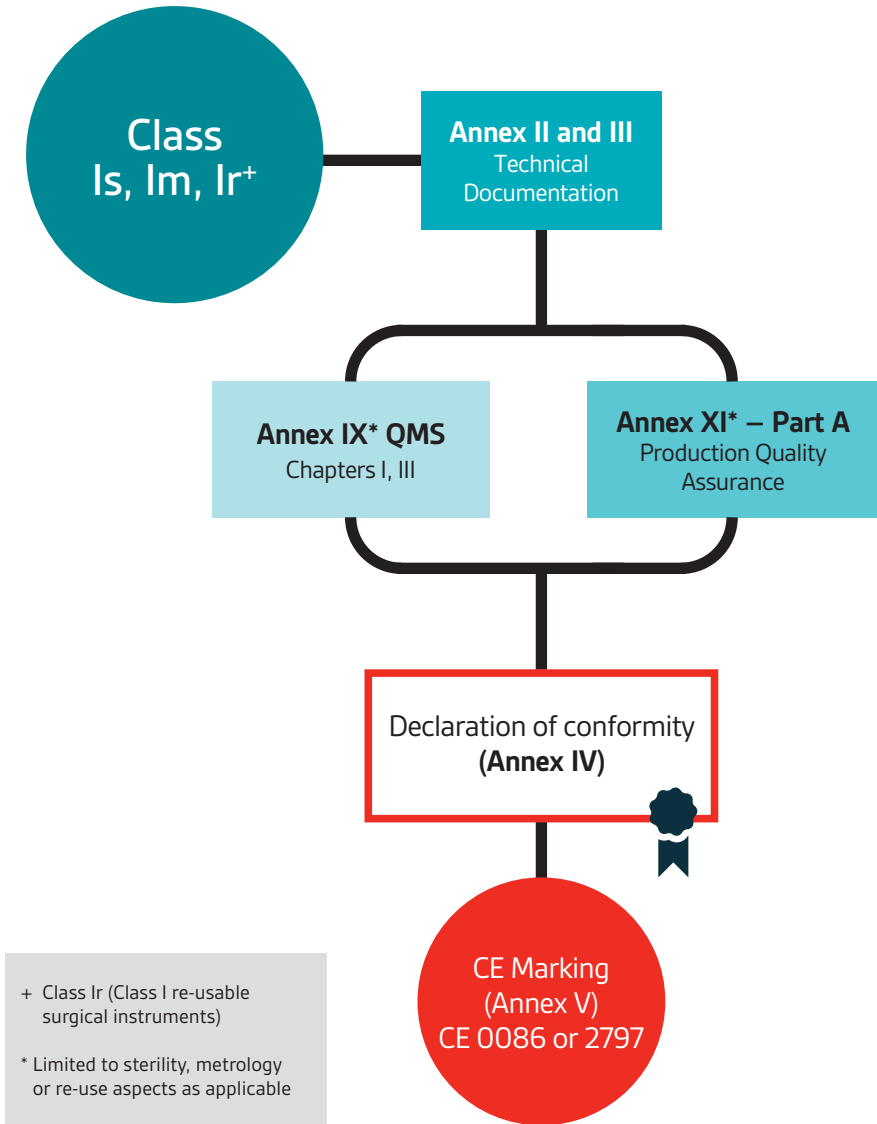 Class
Is, Im, Ir+
Annex II and III
Technical
Documentation
Annex IX* QMS
Chapters I, III
Annex XI* – Part A
Production Quality
Assurance
Declaration of conformity
(Annex IV)
CE Marking
(Annex V)
CE 0086 or 2797
+ Class Ir (Class I re-usable
surgical instruments)
* Limited to sterility, metrology
or re-use aspects as applicable